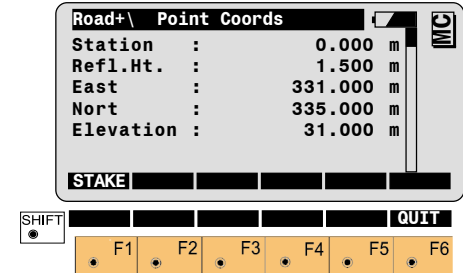 Road+\ Point Coords
MC
Station : 0.000 m
Refl.Ht. : 1.500 m
East : 331.000 m
Nort : 335.000 m
Elevation : 31.000 m
STAKE
SHIFT
QUIT
F1 F2 F3 F4 F5 F6